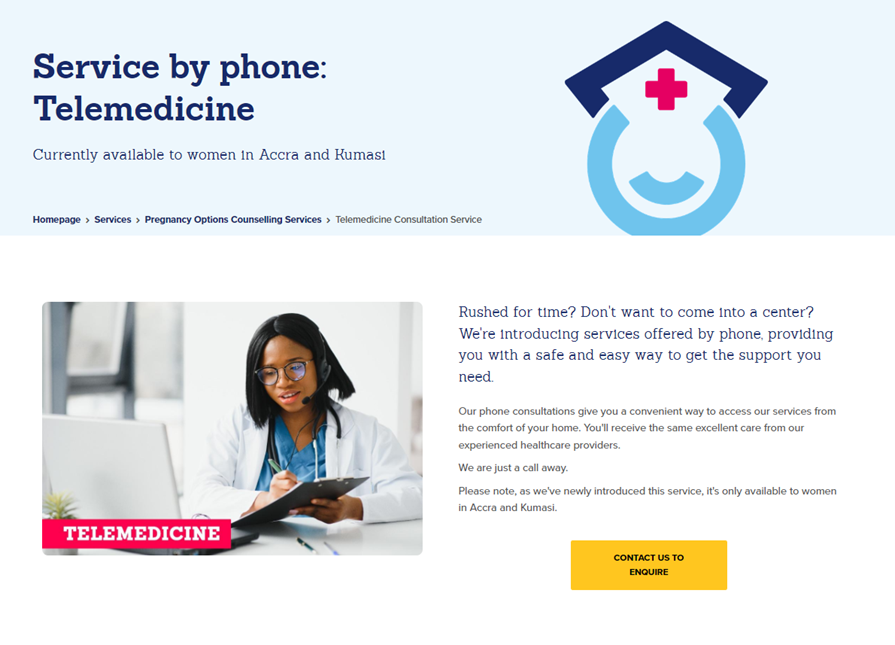 Service by phone:
Telemedicine
Currently available to women in Accra and Kumasi
Homepage > Services > Pregnancy Options Counselling Services > Telemedicine Consultation Service
TELEMEDICINE
Rushed for time? Don't want to come into a center?
We're introducing services offered by phone, providing
you with a safe and easy way to get the support you
need.
Our phone consultations give you a convenient way to access our services from
the comfort of your home. You'll receive the same excellent care from our
experienced healthcare providers.
We are just a call away.
Please note, as we've newly introduced this service, it's only available to women
in Accra and Kumasi.
CONTACT US TO
ENQUIRE